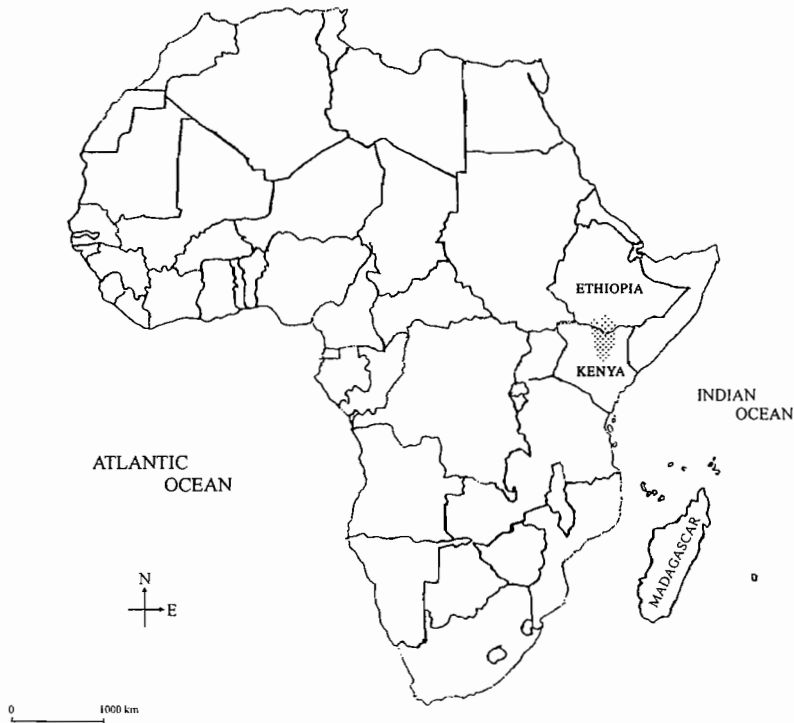 ETHIOPIA
KENYA
INDIAN
OCEAN
ATLANTIC
OCEAN
MADAGASCAR
N
E
0 1000 km